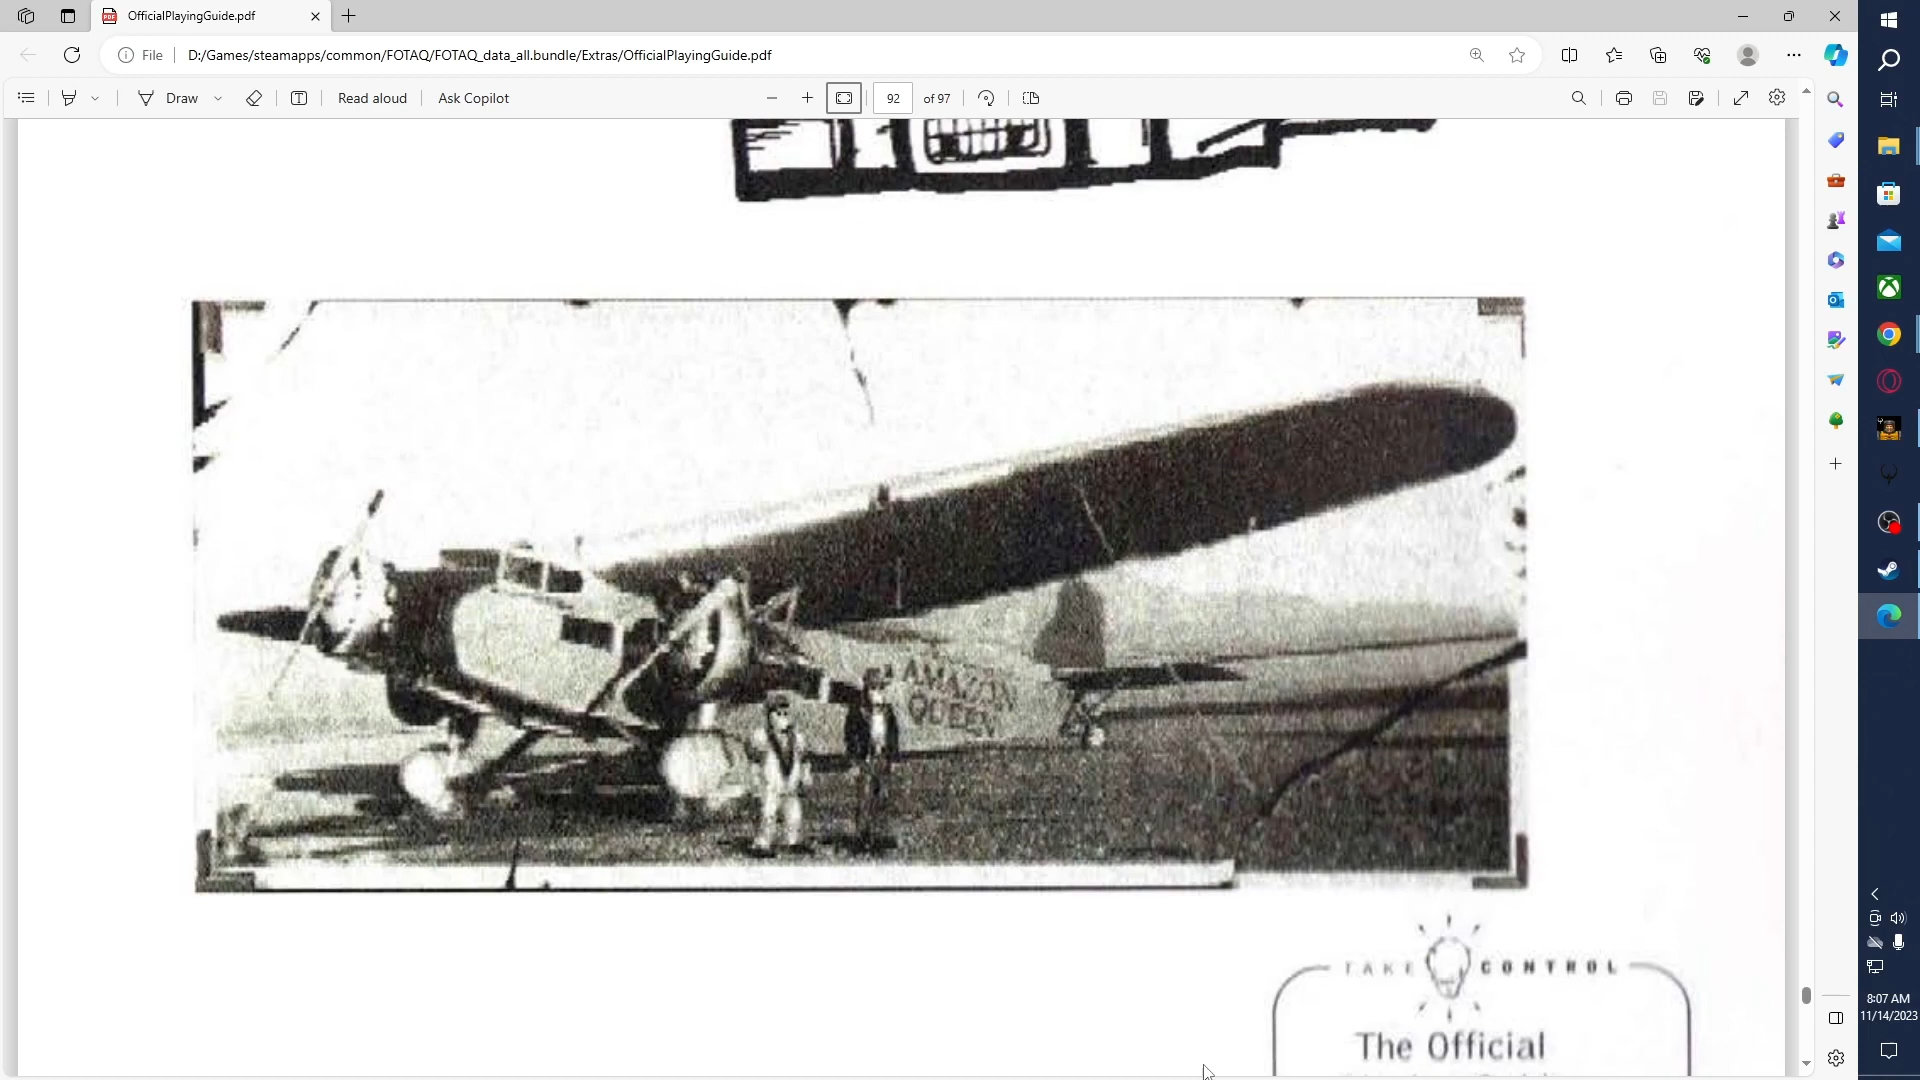 OfficialPlayingGuide.pdf
File
D:/Games/steamapps/common/FOTAQ/FOTAQ_data_all.bundle/Extras/OfficialPlayingGuide.pdf
Draw
Read aloud
Ask Copilot
92 of 97
AMAZON
QUEEN
TAKE CONTROL
The Official
8:07 AM
11/14/2023